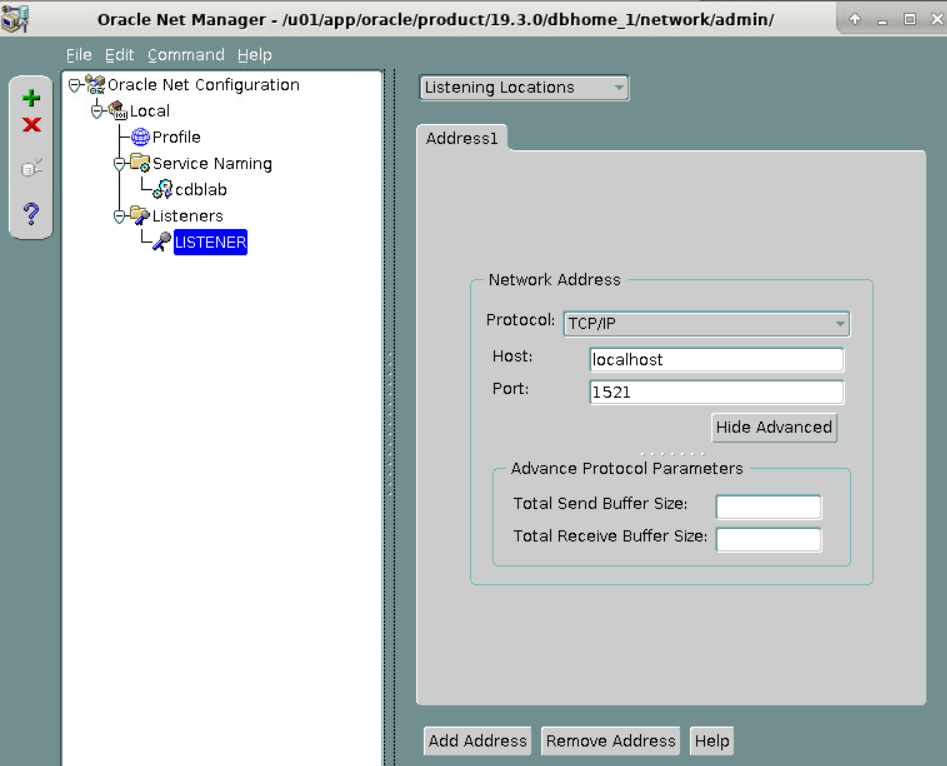 Oracle Net Manager - /u01/app/oracle/product/19.3.0/dbhome_1/network/admin/
File Edit Command Help
Oracle Net Configuration
Local
Profile
Service Naming
cdblab
Listeners
LISTENER
Listening Locations
Address1
Network Address
Protocol: TCP/IP
Host: localhost
Port: 1521
Hide Advanced
Advance Protocol Parameters
Total Send Buffer Size:
Total Receive Buffer Size:
Add Address Remove Address Help